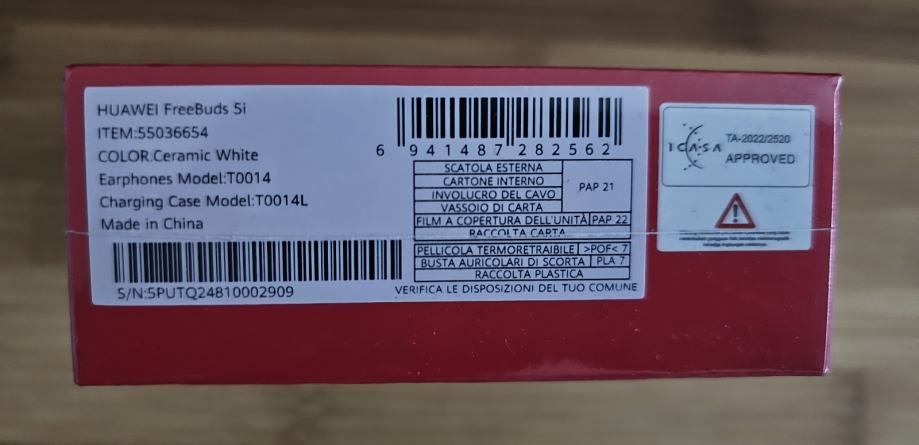 HUAWEI FreeBuds 5i
ITEM:55036654
COLOR:Ceramic White
Earphones Model:T0014
Charging Case Model:T0014L
Made in China
S/N:5PUTQ24810002909
6 941487 282562
SCATOLA ESTERNA
CARTONE INTERNO
INVOLUCRO DEL CAVO
VASSOIO DI CARTA
PAP 21
FILM A COPERTURA DELL'UNITÀ PAP 22
RACCOLTA CARTA
PELLICOLA TERMORETRAIBILE >POF< 7
BUSTA AURICOLARI DI SCORTA PLA 7
RACCOLTA PLASTICA
VERIFICA LE DISPOSIZIONI DEL TUO COMUNE
ICASA
TA-2022/2520
APPROVED